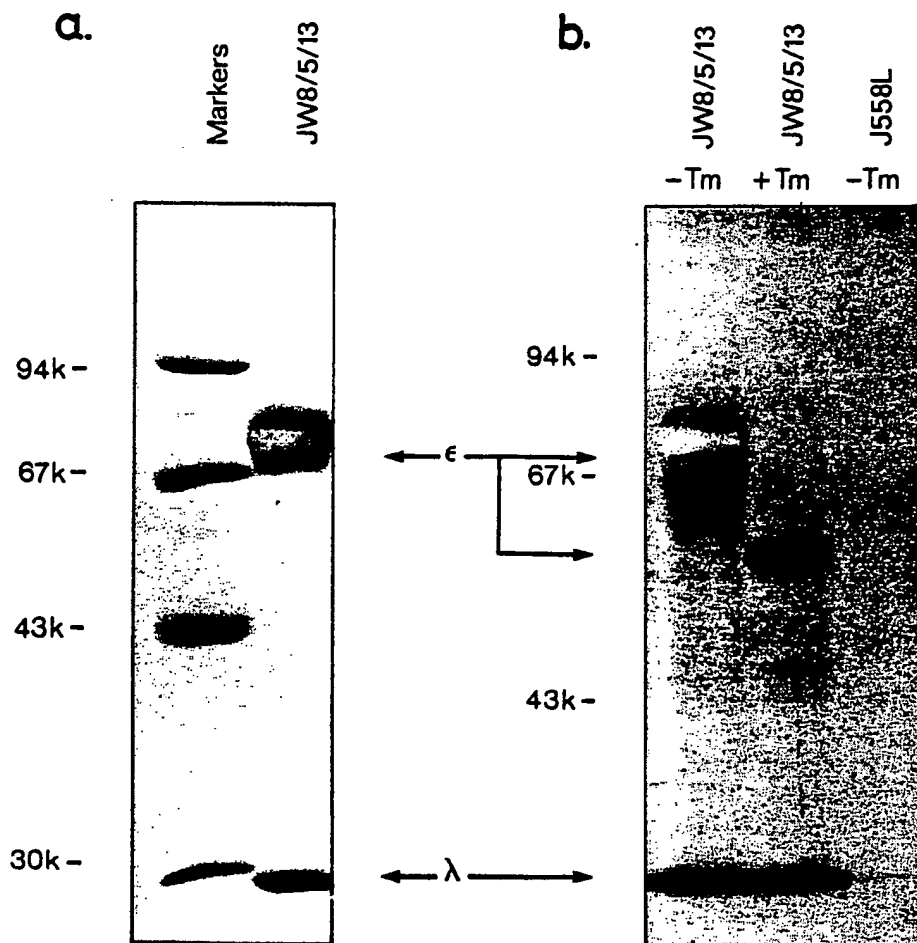 a.
Markers
JW8/5/13
94k-
67k-
43k-
30k-
ϵ
λ
b.
JW8/5/13
JW8/5/13
J558L
-Tm
+Tm
-Tm
94k-
67k-
43k-